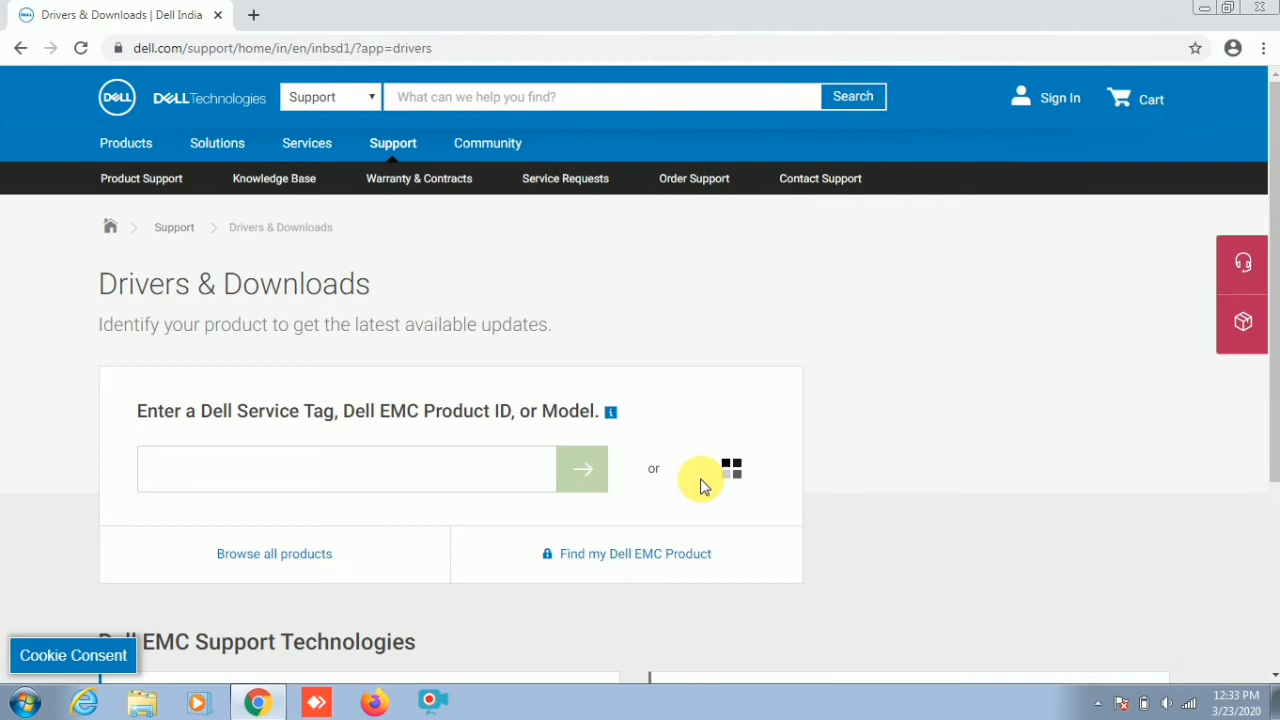 Drivers & Downloads | Dell India
dell.com/support/home/in/en/inbsd1/?app=drivers
DELL
DELLTechnologies
Support
What can we help you find?
Search
Sign In
Cart
Products
Solutions
Services
Support
Community
Product Support
Knowledge Base
Warranty & Contracts
Service Requests
Order Support
Contact Support
Support
Drivers & Downloads
Drivers & Downloads
Identify your product to get the latest available updates.
Enter a Dell Service Tag, Dell EMC Product ID, or Model.
or
Browse all products
Find my Dell EMC Product
Dell EMC Support Technologies
Cookie Consent
12:33 PM
3/23/2020